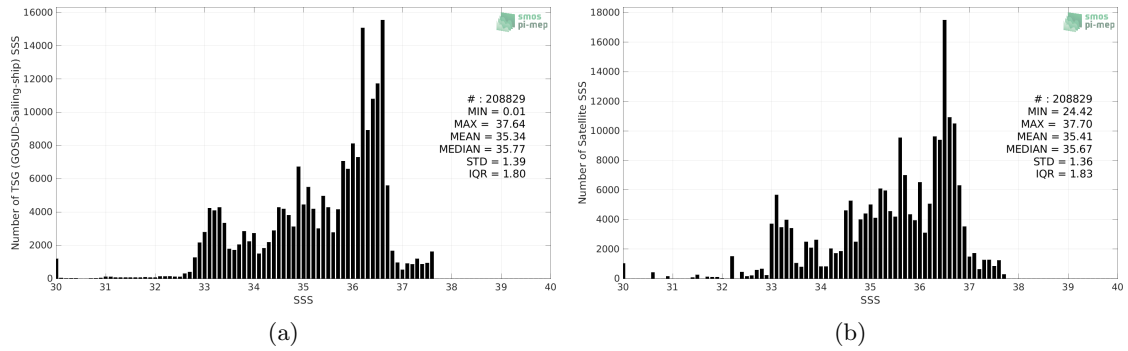 16000
14000
12000
10000
8000
6000
4000
2000
0
30 31 32 33 34 35 36 37 38 39 40
SSS
Number of TSG (GOSUD-Sailing-ship) SSS
smos
pi-mep
# : 208829
MIN = 0.01
MAX = 37.64
MEAN = 35.34
MEDIAN = 35.77
STD = 1.39
IQR = 1.80
(a)
18000
16000
14000
12000
10000
8000
6000
4000
2000
0
30 31 32 33 34 35 36 37 38 39 40
SSS
Number of Satellite SSS
smos
pi-mep
# : 208829
MIN = 24.42
MAX = 37.70
MEAN = 35.41
MEDIAN = 35.67
STD = 1.36
IQR = 1.83
(b)